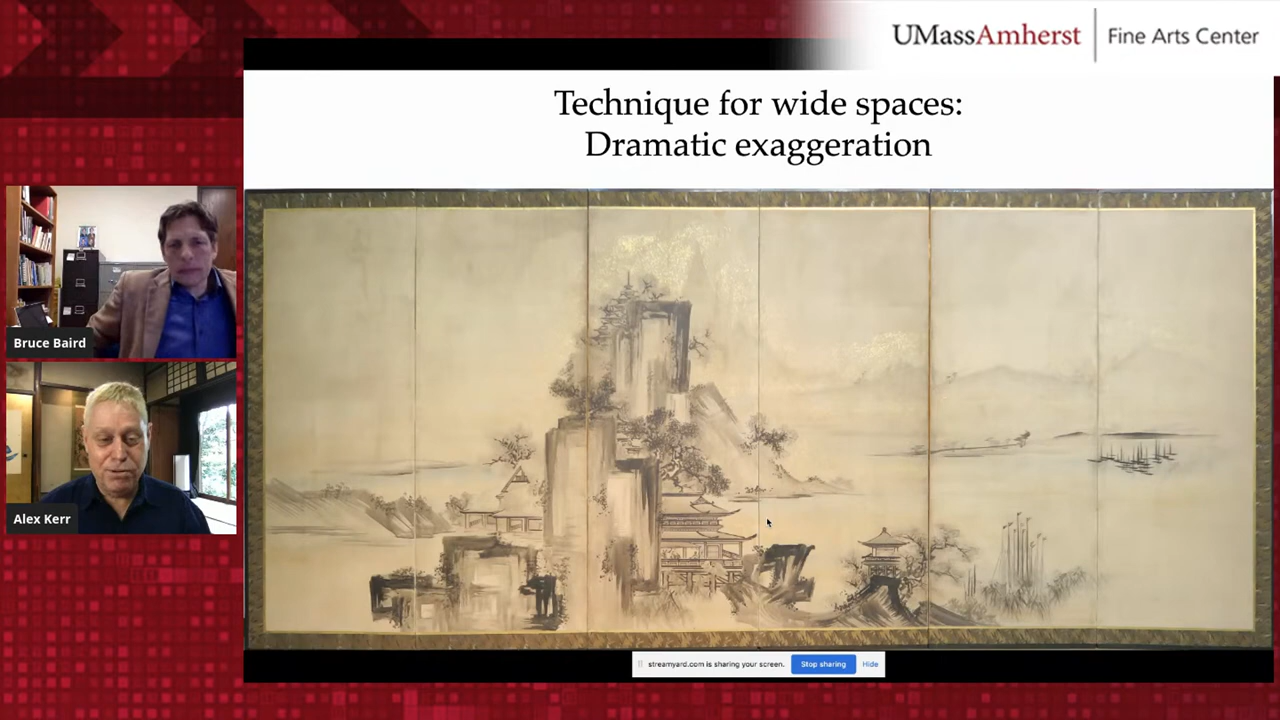 UMassAmherst | Fine Arts Center
Technique for wide spaces:
Dramatic exaggeration
Bruce Baird
Alex Kerr
streamyard.com is sharing your screen. Stop sharing Hide